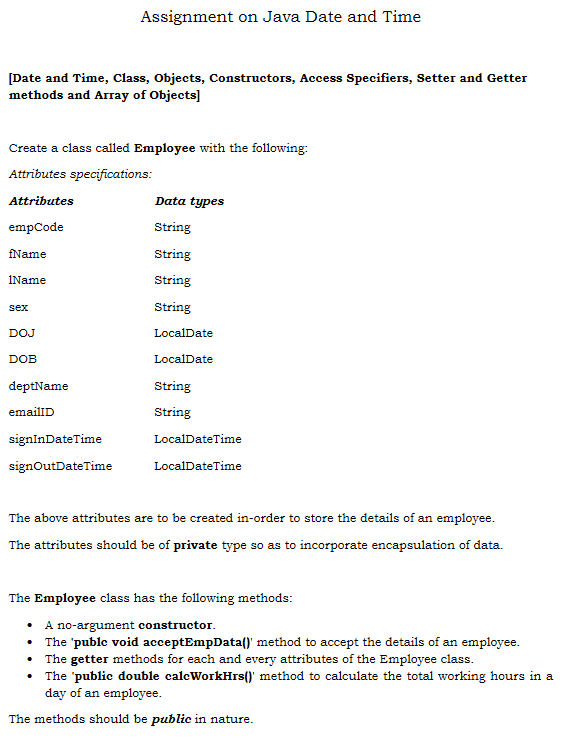 Assignment on Java Date and Time
[Date and Time, Class, Objects, Constructors, Access Specifiers, Setter and Getter
methods and Array of Objects]
Create a class called Employee with the following:
Attributes specifications:
Attributes Data types
empCode String
fName String
lName String
sex String
DOJ LocalDate
DOB LocalDate
deptName String
emailID String
signInDateTime LocalDateTime
signOutDateTime LocalDateTime
The above attributes are to be created in-order to store the details of an employee.
The attributes should be of private type so as to incorporate encapsulation of data.
The Employee class has the following methods:
• A no-argument constructor.
• The 'publc void acceptEmpData()' method to accept the details of an employee.
• The getter methods for each and every attributes of the Employee class.
• The 'public double calcWorkHrs()' method to calculate the total working hours in a
day of an employee.
The methods should be public in nature.